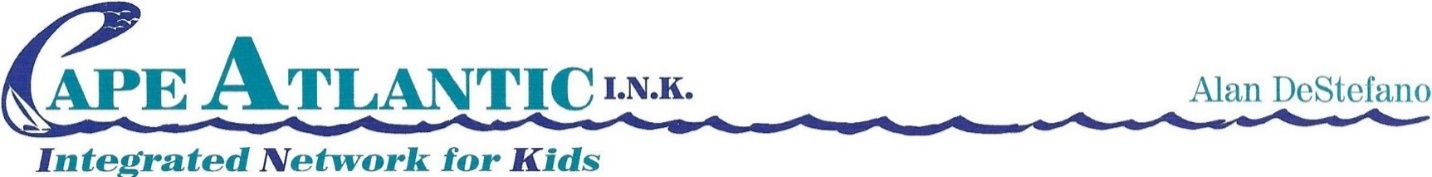 CAPE ATLANTIC I.N.K.
Alan DeStefano
Integrated Network for Kids